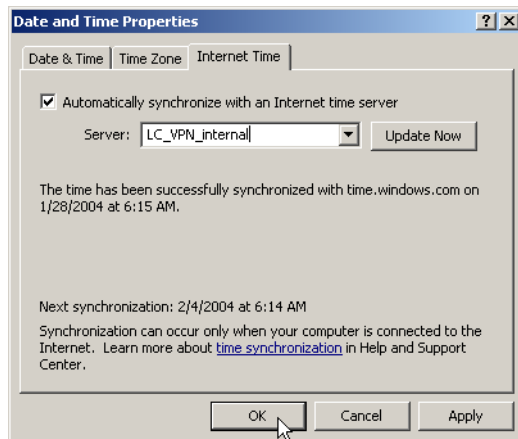 Date and Time Properties
Date & Time Time Zone Internet Time
Automatically synchronize with an Internet time server
Server: LC_VPN_internal Update Now
The time has been successfully synchronized with time.windows.com on
1/28/2004 at 6:15 AM.
Next synchronization: 2/4/2004 at 6:14 AM
Synchronization can occur only when your computer is connected to the
Internet. Learn more about time synchronization in Help and Support
Center.
OK Cancel Apply